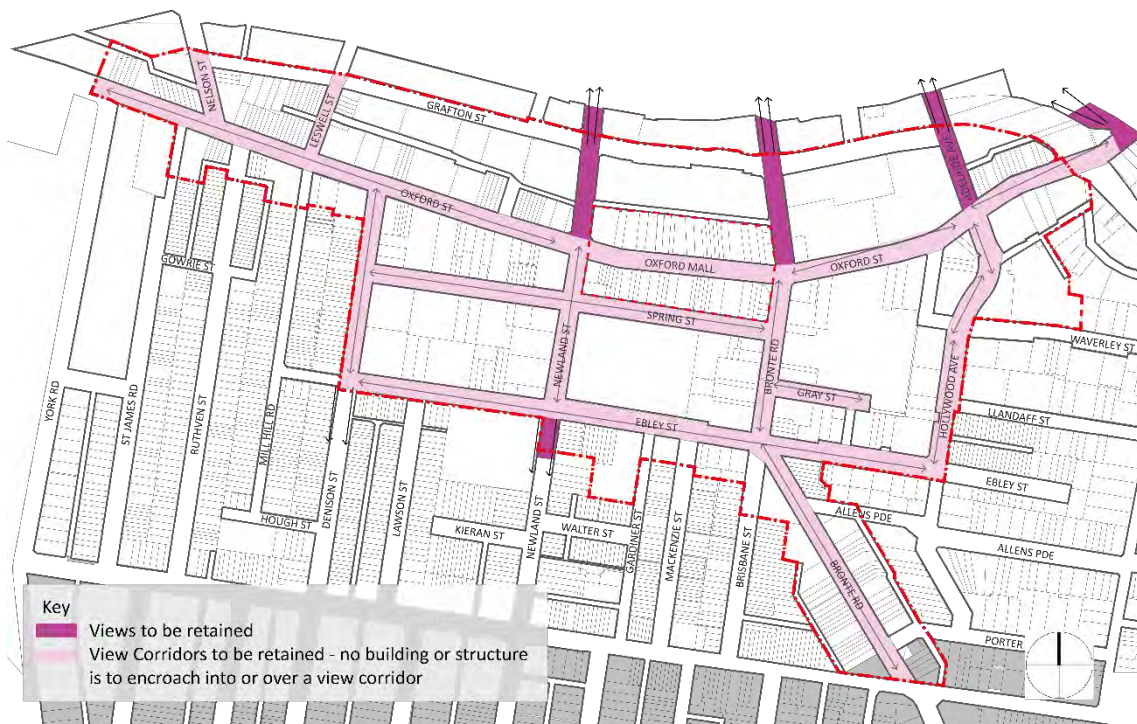 NELSON ST
LESWELL ST
GRAFTON ST
ADELAIDE AVE
OXFORD ST
OXFORD MALL
OXFORD ST
GOWRIE ST
SPRING ST
NEWLAND ST
BRONTE RD
WAVERLEY ST
GRAY ST
HOLLYWOOD AVE
LLANDAFF ST
YORK RD
ST JAMES RD
RUTHVEN ST
MILL HILL RD
EBLEY ST
EBLEY ST
DENISON ST
LAWSON ST
HOUGH ST
KIERAN ST
NEWLAND ST
WALTER ST
GARDINER ST
MACKENZIE ST
BRISBANE ST
ALLENS PDE
ALLENS PDE
BRONTE RD
PORTER
Key
Views to be retained
View Corridors to be retained - no building or structure
is to encroach into or over a view corridor